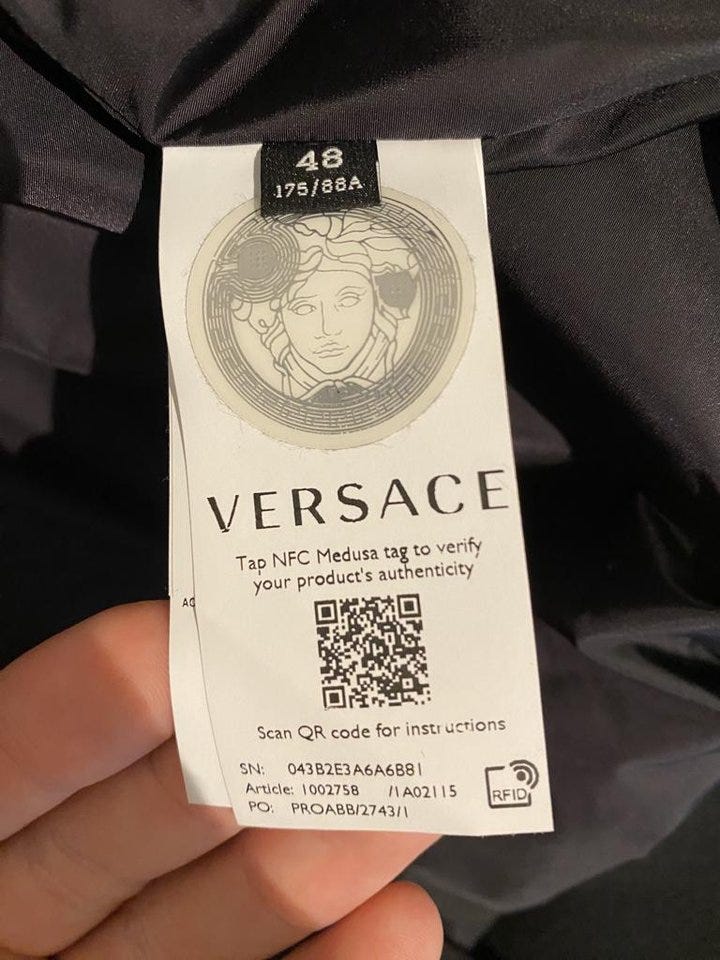 48
175/88A
VERSACE
Tap NFC Medusa tag to verify
your product's authenticity
Scan QR code for instructions
SN: 043B2E3A6A6B81
Article: 1002758 /1A02115
PO: PROABB/2743/1
RFID